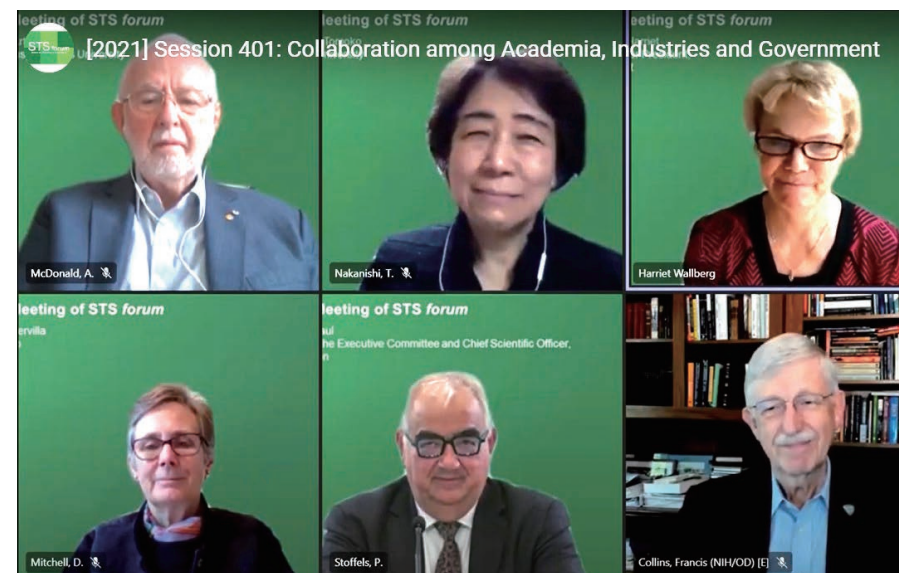 leeting of STS forum
leeting of STS forum
eeting of STS forum
STS forum
[2021] Session 401: Collaboration among Academia, Industries and Government
McDonald, A.
Nakanishi, T.
Harriet Wallberg
leeting of STS forum
ervilla
leeting of STS forum
aul
he Executive Committee and Chief Scientific Officer,
n
Mitchell, D.
Stoffels, P.
Collins, Francis (NIH/OD) [E]